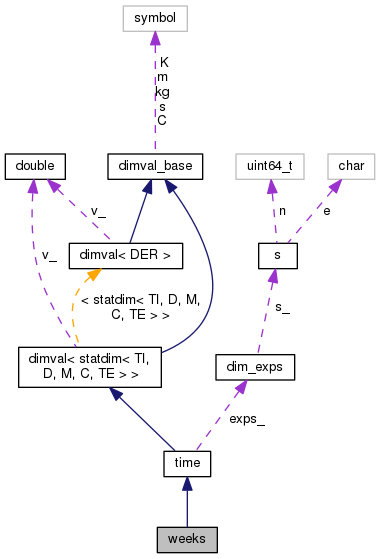 symbol
K
m
kg
s
C
double
dimval_base
uint64_t
char
v_
n
e
dimval< DER >
s
v_
< statdim< TI, D, M,
C, TE > >
s_
dimval< statdim< TI,
D, M, C, TE > >
dim_exps
exps_
time
weeks